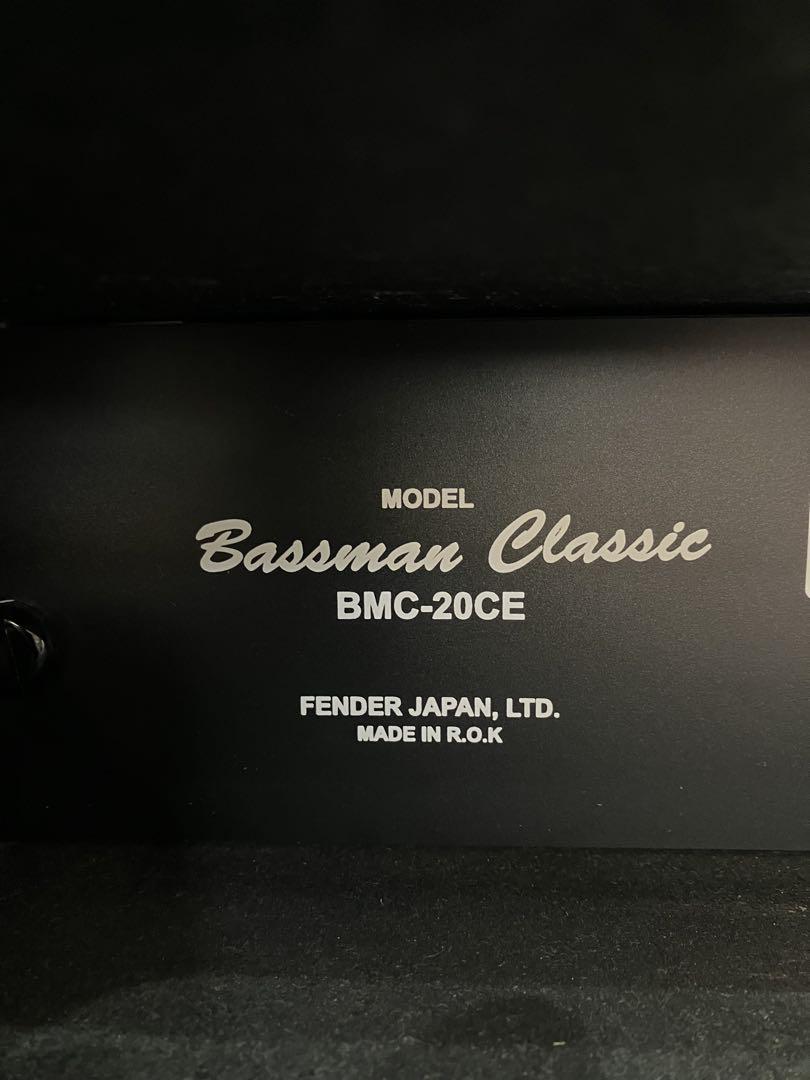 MODEL
Bassman Classic
BMC-20CE
FENDER JAPAN, LTD.
MADE IN R.O.K